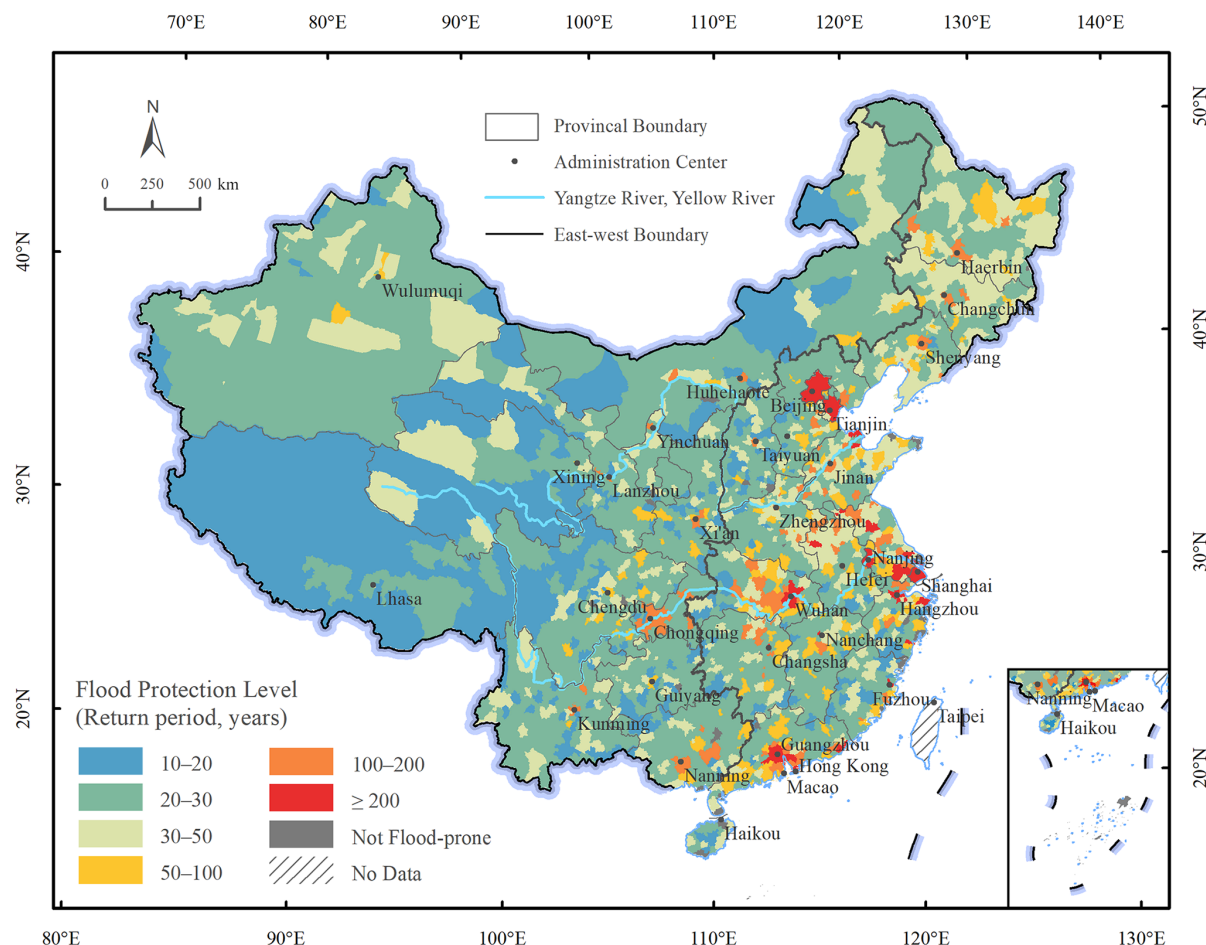 70°E 80°E 90°E 100°E 110°E 120°E 130°E 140°E
50°N
40°N
30°N
20°N
40°N
30°N
20°N
N
0 250 500 km
Provincal Boundary
Administration Center
Yangtze River, Yellow River
East-west Boundary
Haerbin
Wulumuqi
Changchun
Shenyang
Huhehaote
Beijing
Tianjin
Yinchuan
Taiyuan
Xining
Jinan
Lanzhou
Zhengzhou
Xi'an
Nanjing
Hefei
Shanghai
Lhasa
Chengdu
Wuhan
Hangzhou
Chongqing
Nanchang
Changsha
Guiyang
Fuzhou
Taipei
Kunming
Guangzhou
Hong Kong
Nanning
Macao
Haikou
Nanning
Macao
Haikou
Flood Protection Level
(Return period, years)
10–20
20–30
30–50
50–100
100–200
≥ 200
Not Flood-prone
No Data
80°E 90°E 100°E 110°E 120°E 130°E